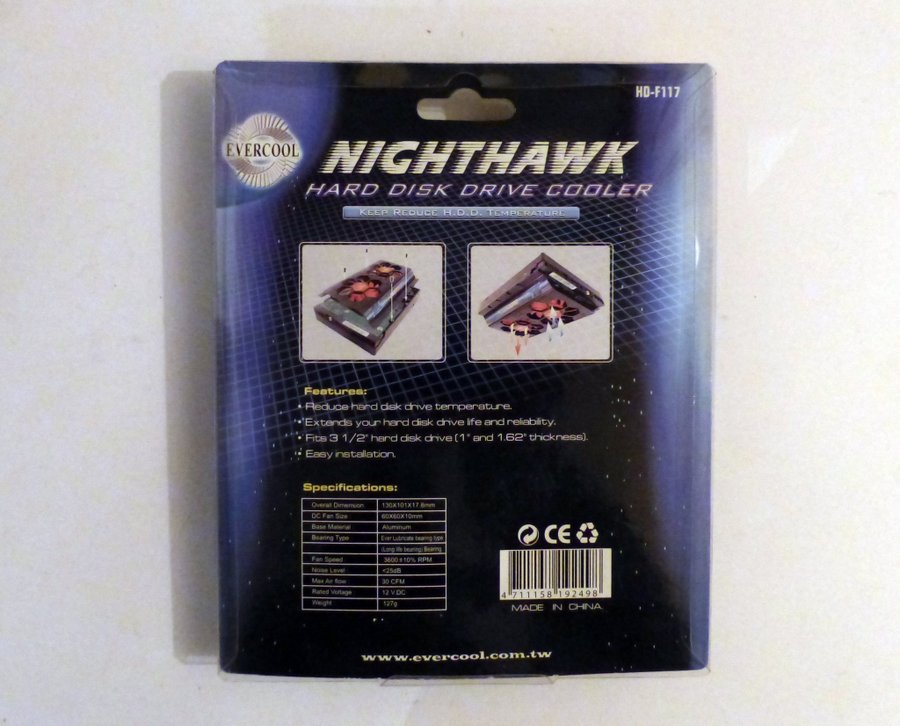 HD-F117
EVERCOOL
NIGHTHAWK
HARD DISK DRIVE COOLER
KEEP REDUCE H.D.D. TEMPERATURE
Features:
• Reduce hard disk drive temperature.
• Extends your hard disk drive life and reliability.
• Fits 3 1/2" hard disk drive (1" and 1.62" thickness).
• Easy installation.
Specifications:
Overall Dimension 130X101X17.8mm
DC Fan Size 60X60X10mm
Base Material Aluminum
Bearing Type Ever Lubricate bearing type
(Long life bearing) Bearing
Fan Speed 3600±10% RPM
Noise Level <25dB
Max Air flow 30 CFM
Rated Voltage 12 V.DC
Weight 127g
CE
4 711158 192498
MADE IN CHINA
www.evercool.com.tw